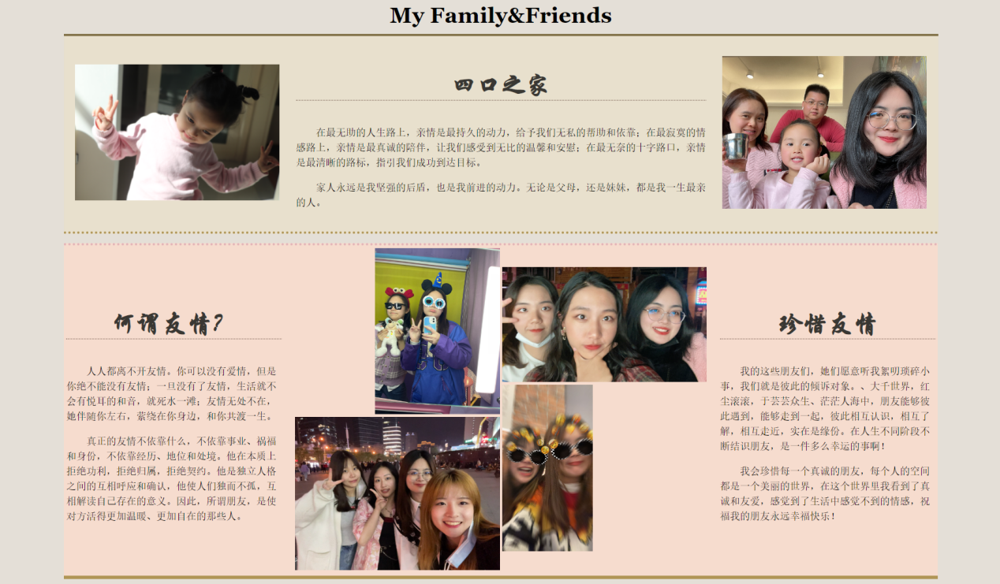 My Family&Friends
四口之家
在最无助的人生路上，亲情是最持久的动力，给予我们无私的帮助和依靠；在最寂寞的情
感路上，亲情是最真诚的陪伴，让我们感受到无比的温馨和安慰；在最无奈的十字路口，亲情
是最清晰的路标，指引我们成功到达目标。
家人永远是我坚强的后盾，也是我前进的动力。无论是父母，还是妹妹，都是我一生最亲
的人。
何谓友情?
人人都离不开友情。你可以没有爱情，但是
你绝不能没有友情；一旦没有了友情，生活就不
会有悦耳的和音，就死水一滩；友情无处不在，
她伴随你左右，萦绕在你身边，和你共渡一生。
真正的友情不依靠什么，不依靠事业、祸福
和身份，不依靠经历、地位和处境。他在本质上
拒绝功利，拒绝归属，拒绝契约。他是独立人格
之间的互相呼应和确认，他使人们独而不孤，互
相解读自己存在的意义。因此，所谓朋友，是使
对方活得更加温暖、更加自在的那些人。
珍惜友情
我的这些朋友们，她们愿意听我絮叨琐碎小
事，我们就是彼此的倾诉对象。、大千世界，红
尘滚滚，于芸芸众生、茫茫人海中，朋友能够彼
此遇到，能够走到一起，彼此相互认识，相互了
解，相互走近，实在是缘份。在人生不同阶段不
断结识朋友，是一件多么幸运的事啊！
我会珍惜每一个真诚的朋友，每个人的空间
都是一个美丽的世界，在这个世界里我看到了真
诚和友爱，感觉到了生活中感觉不到的情感，祝
福我的朋友永远幸福快乐！